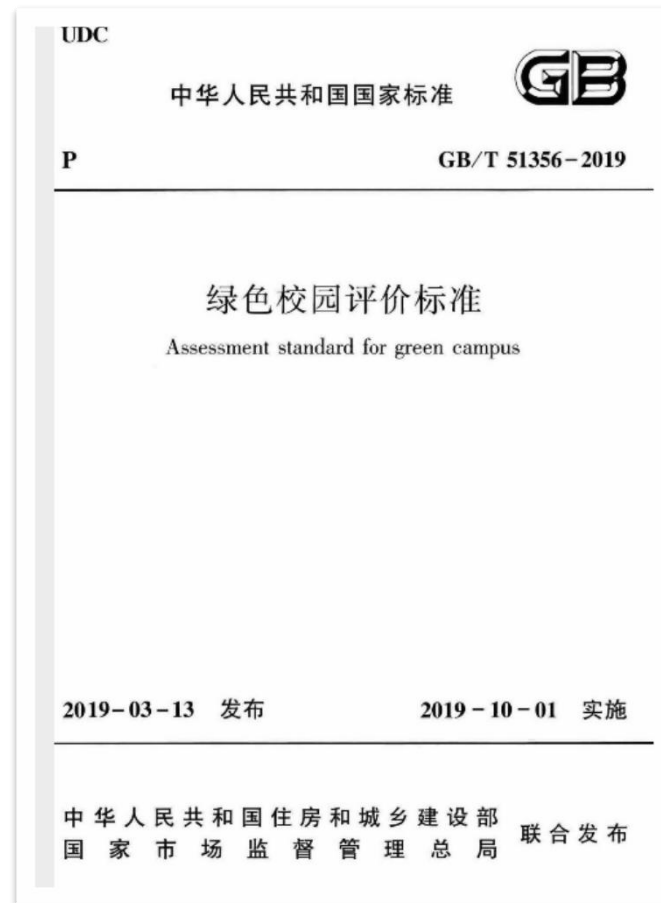 UDC
中华人民共和国国家标准
GB
P
GB/T 51356-2019
绿色校园评价标准
Assessment standard for green campus
2019-03-13 发布
2019-10-01 实施
中华人民共和国住房和城乡建设部
国家市场监督管理总局
联合发布